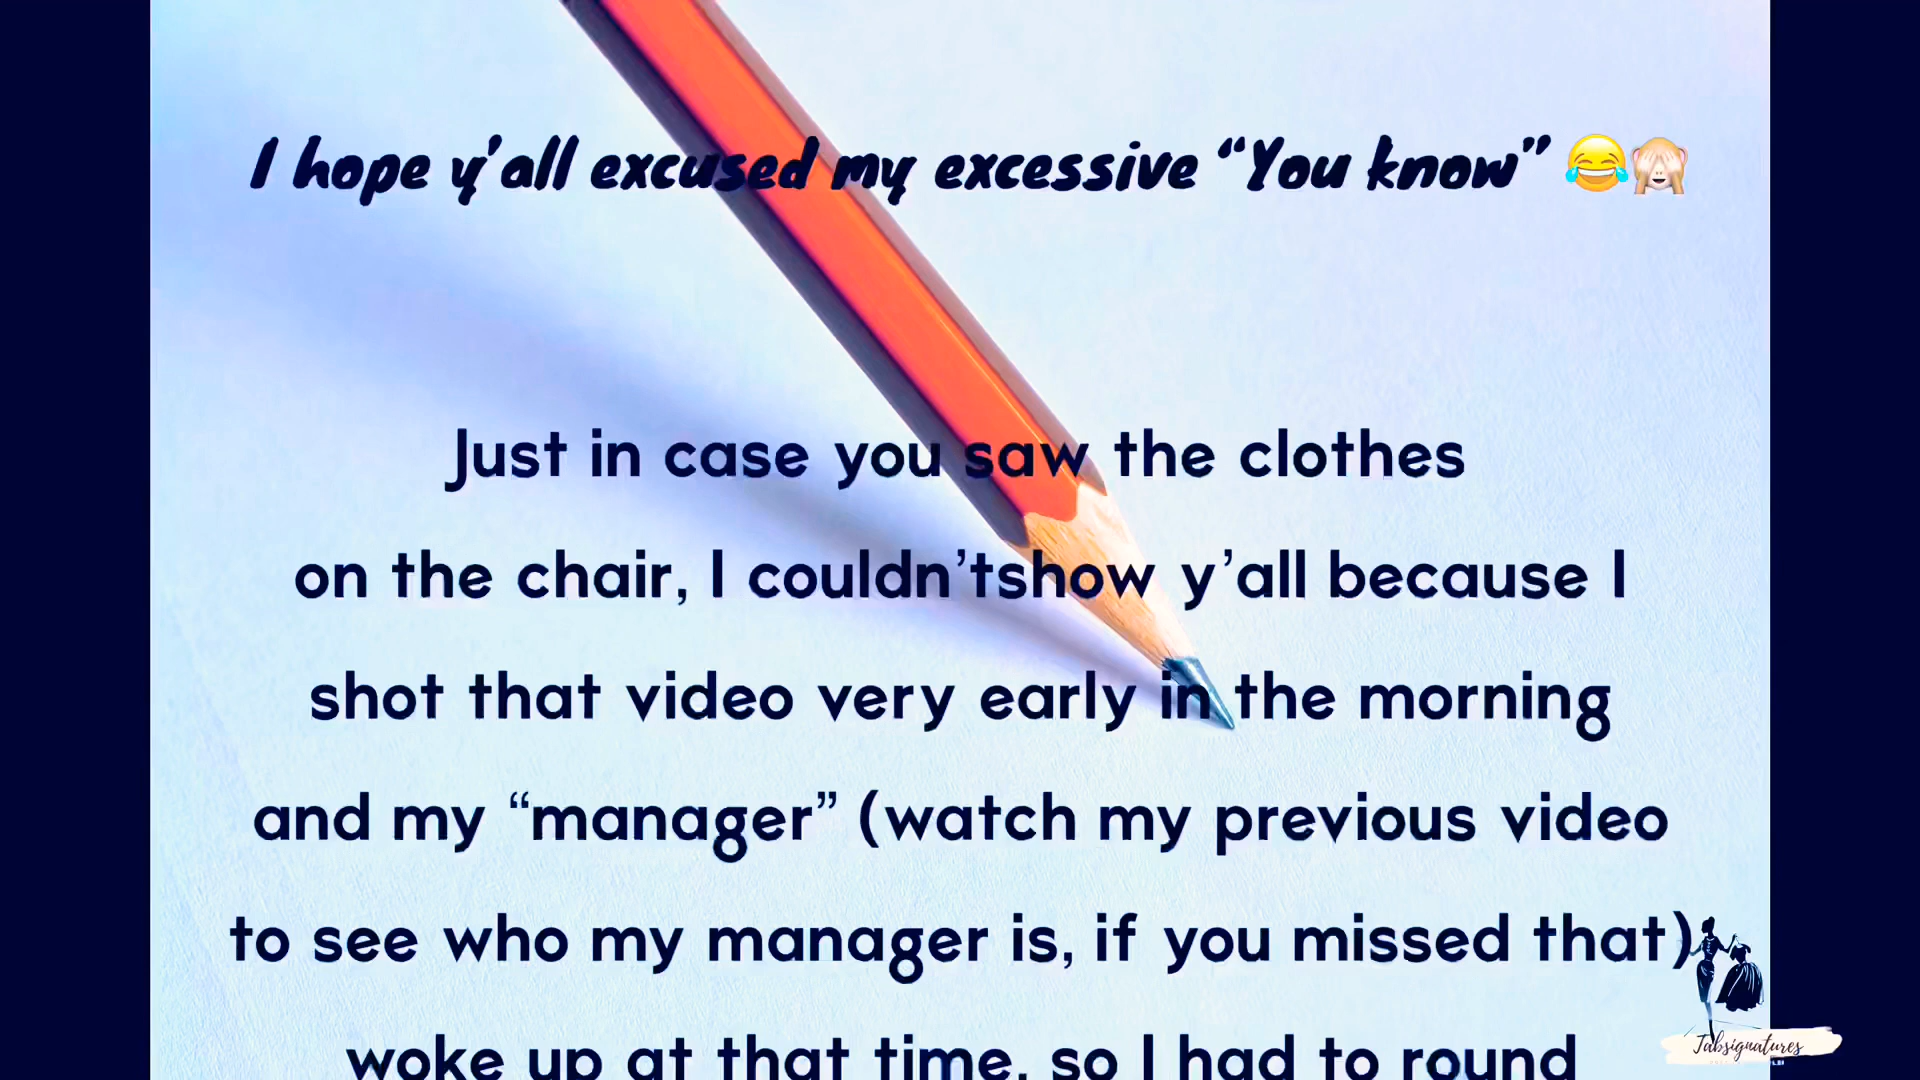 I hope y'all excused my excessive “You know” 😂🙈
Just in case you saw the clothes
on the chair, I couldn'tshow y'all because I
shot that video very early in the morning
and my “manager” (watch my previous video
to see who my manager is, if you missed that)
woke up at that time, so I had to round
Tabsignatures